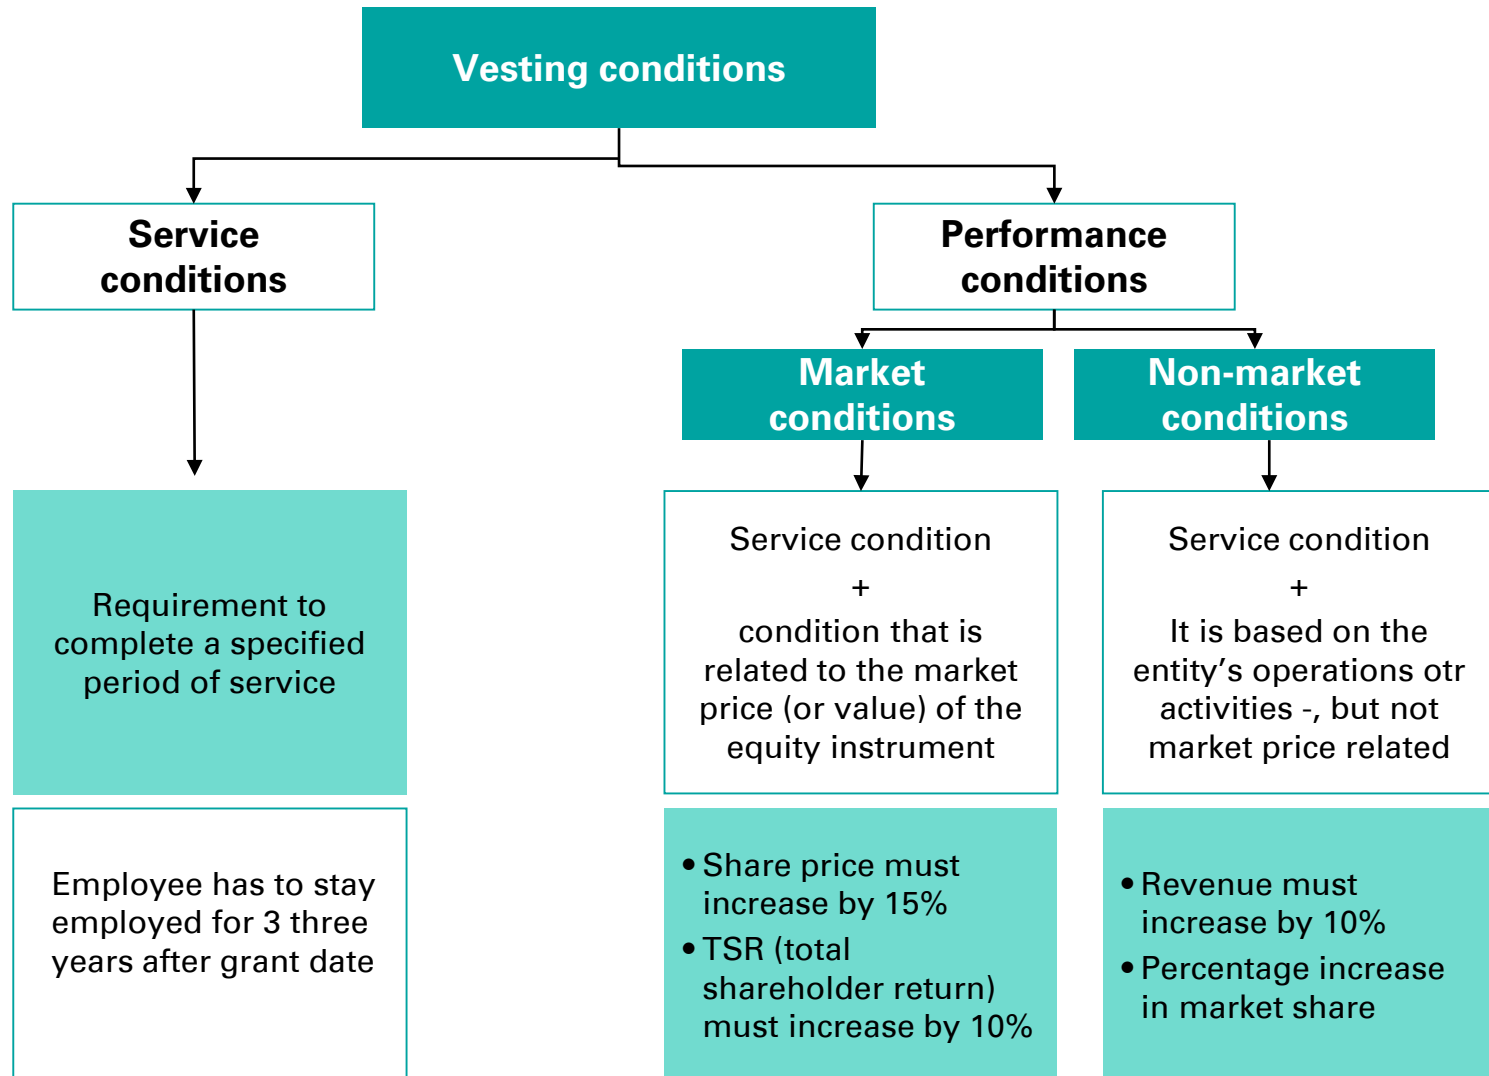 Vesting conditions
Service
conditions
Performance
conditions
Market
conditions
Non-market
conditions
Requirement to
complete a specified
period of service
Service condition
+
condition that is
related to the market
price (or value) of the
equity instrument
Service condition
+
It is based on the
entity’s operations otr
activities -, but not
market price related
Employee has to stay
employed for 3 three
years after grant date
• Share price must
increase by 15%
• TSR (total
shareholder return)
must increase by 10%
• Revenue must
increase by 10%
• Percentage increase
in market share